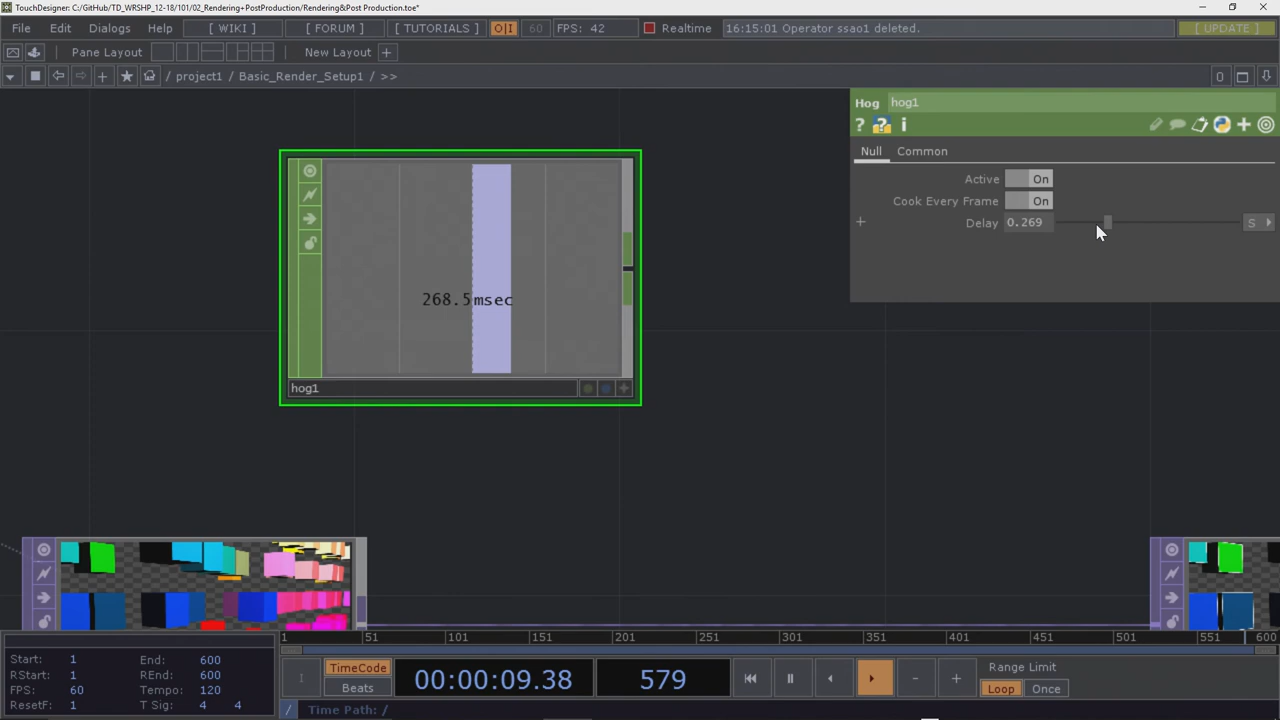 TouchDesigner: C:/GitHub/TD_WRSHP_12-18/101/02_Rendering+PostProduction/Rendering&Post Production.toe*
File Edit Dialogs [ WIKI ] [ FORUM ] [ TUTORIALS ] O|I 60 FPS: 42 Realtime 16:15:01 Operator ssao1 deleted. [ UPDATE ]
Pane Layout New Layout +
/ project1 / Basic_Render_Setup1 / >> 0
Hog hog1
? ? i
Null Common
Active On
Cook Every Frame On
+ Delay 0.269 S
268.5 msec
hog1
1 51 101 151 201 251 301 351 401 451 501 551 600
Start: 1 End: 600
RStart: 1 REnd: 600
FPS: 60 Tempo: 120
ResetF: 1 T Sig: 4 4
1 TimeCode Beats 00:00:09.38 579 - + Range Limit
Loop Once
/ Time Path: /